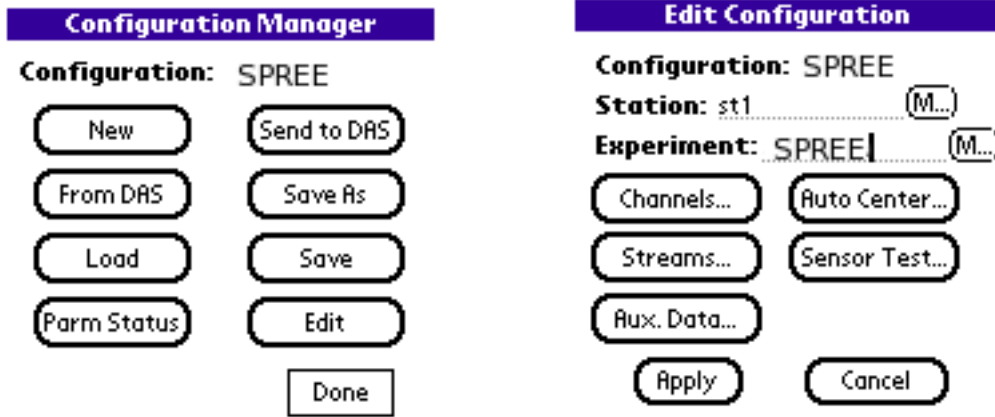 Configuration Manager
Configuration: SPREE
New Send to DAS
From DAS Save As
Load Save
Parm Status Edit
Done
Edit Configuration
Configuration: SPREE
Station: st1 M...
Experiment: SPREE M...
Channels... Auto Center...
Streams... Sensor Test...
Aux. Data...
Apply Cancel